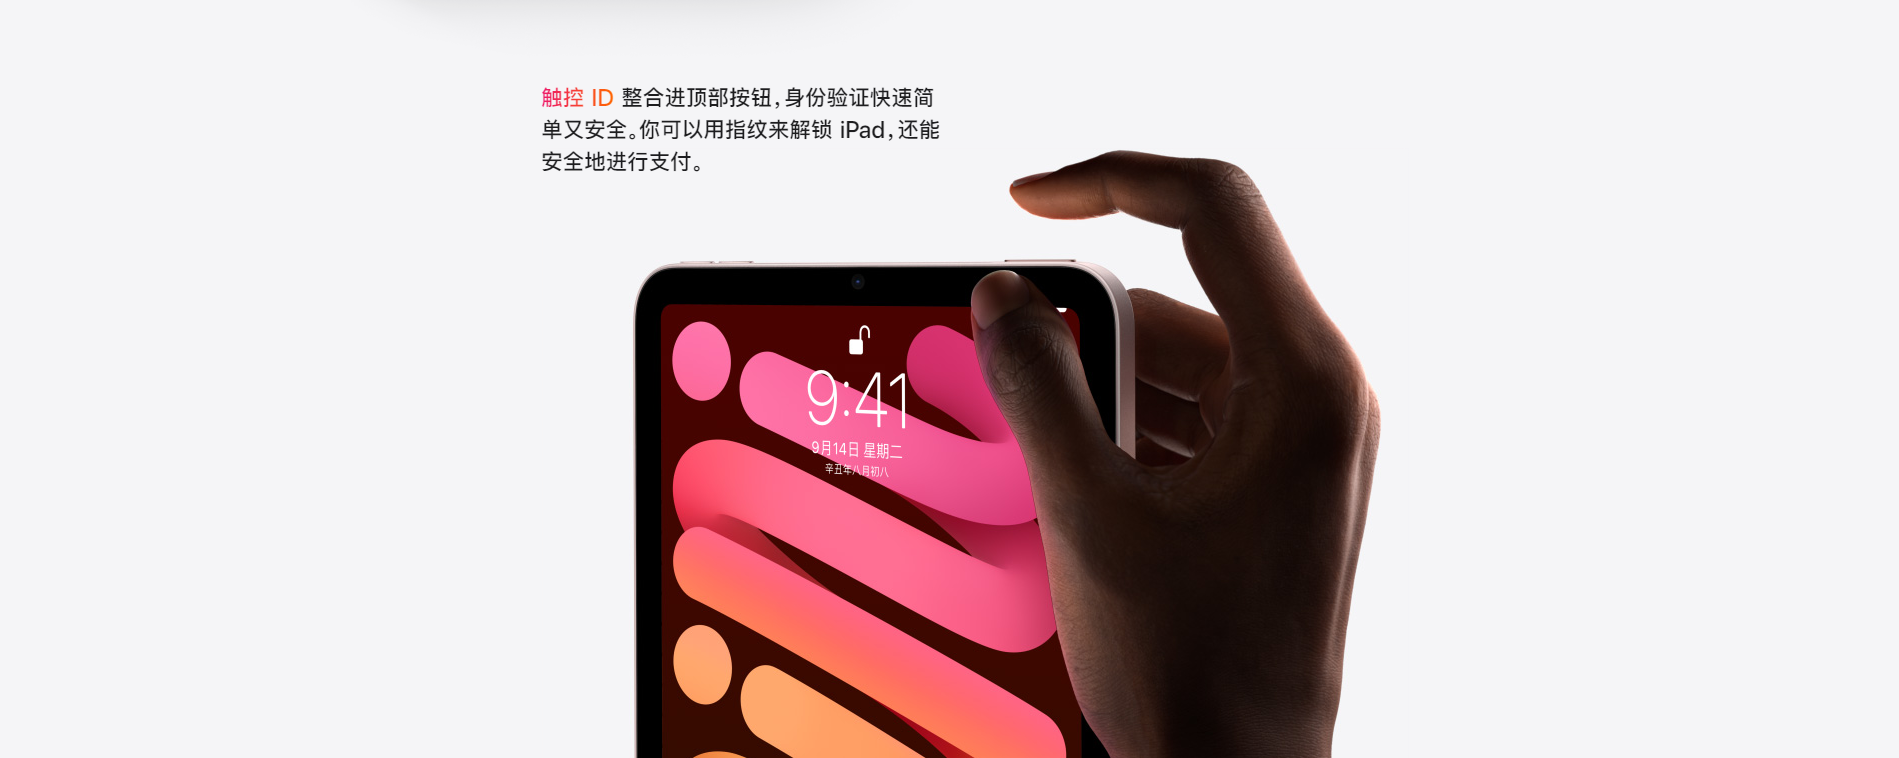 触控 ID 整合进顶部按钮，身份验证快速简
单又安全。你可以用指纹来解锁 iPad，还能
安全地进行支付。
9:41
9月14日 星期二
辛丑年八月初八